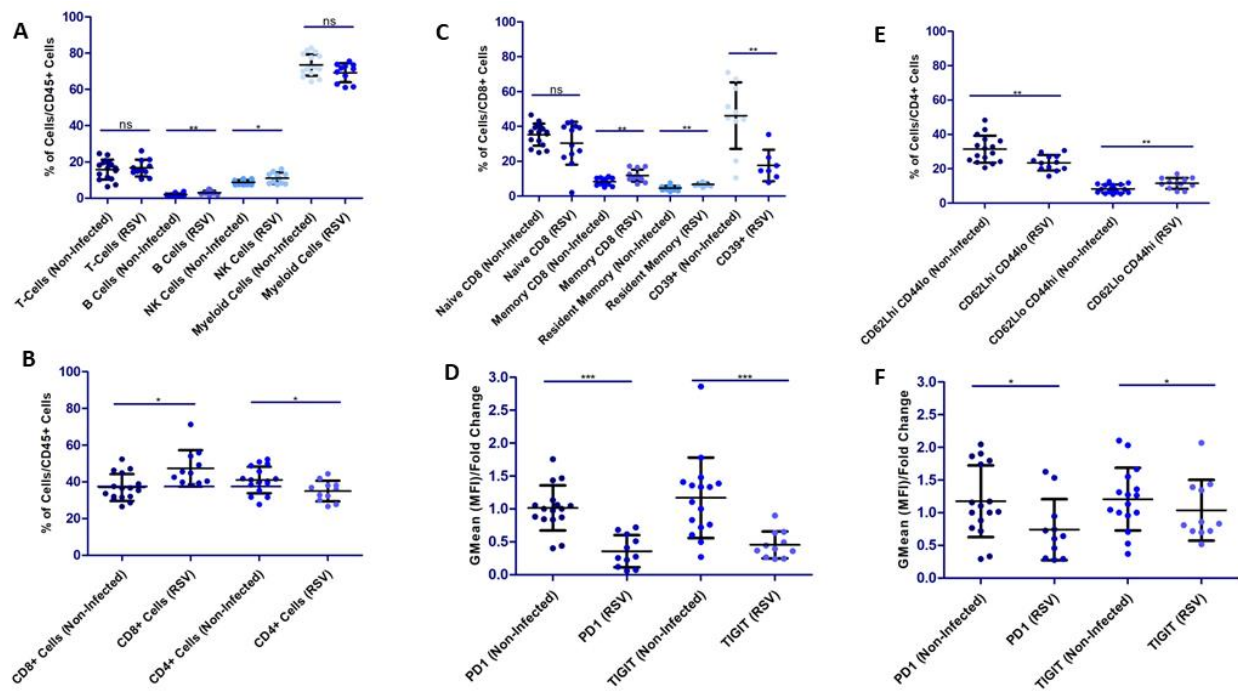 A
% of Cells/CD45+ Cells
100
80
60
40
20
0
ns
**
*
ns
T-Cells (Non-Infected)
T-Cells (RSV)
B Cells (Non-Infected)
B Cells (RSV)
NK Cells (Non-Infected)
NK Cells (RSV)
Myeloid Cells (Non-Infected)
Myeloid Cells (RSV)
C
% of Cells/CD8+ Cells
100
80
60
40
20
0
ns
**
**
**
Naive CD8 (Non-Infected)
Naive CD8 (RSV)
Memory CD8 (Non-Infected)
Memory CD8 (RSV)
Resident Memory (Non-Infected)
Resident Memory (RSV)
CD39+ (Non-Infected)
CD39+ (RSV)
E
% of Cells/CD4+ Cells
100
80
60
40
20
0
**
**
CD62Lhi CD44lo (Non-Infected)
CD62Lhi CD44lo (RSV)
CD62Llo CD44hi (Non-Infected)
CD62Llo CD44hi (RSV)
B
% of Cells/CD45+ Cells
100
80
60
40
20
0
*
*
CD8+ Cells (Non-Infected)
CD8+ Cells (RSV)
CD4+ Cells (Non-Infected)
CD4+ Cells (RSV)
D
GMean (MFI)/Fold Change
3.0
2.5
2.0
1.5
1.0
0.5
0.0
***
***
PD1 (Non-Infected)
PD1 (RSV)
TIGIT (Non-Infected)
TIGIT (RSV)
F
GMean (MFI)/Fold Change
3.0
2.5
2.0
1.5
1.0
0.5
0.0
*
*
PD1 (Non-Infected)
PD1 (RSV)
TIGIT (Non-Infected)
TIGIT (RSV)